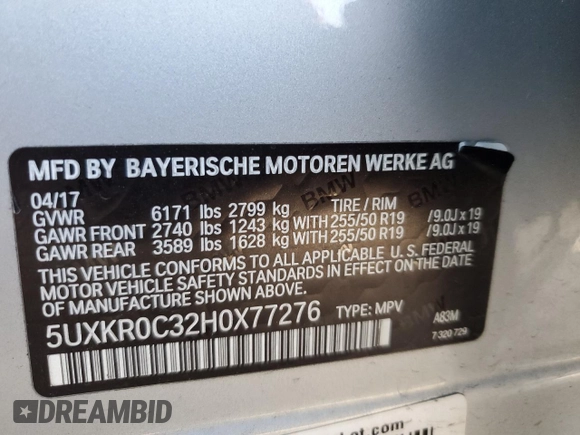 MFD BY BAYERISCHE MOTOREN WERKE AG
04/17
GVWR 6171 lbs 2799 kg TIRE / RIM
GAWR FRONT 2740 lbs 1243 kg WITH 255/50 R19 /9.0J x 19
GAWR REAR 3589 lbs 1628 kg WITH 255/50 R19 /9.0J x 19
THIS VEHICLE CONFORMS TO ALL APPLICABLE U. S. FEDERAL
MOTOR VEHICLE SAFETY STANDARDS IN EFFECT ON THE DATE
OF MANUFACTURE SHOWN ABOVE.
5UXKR0C32H0X77276 TYPE: MPV A83M
7 320 729
DREAMBID